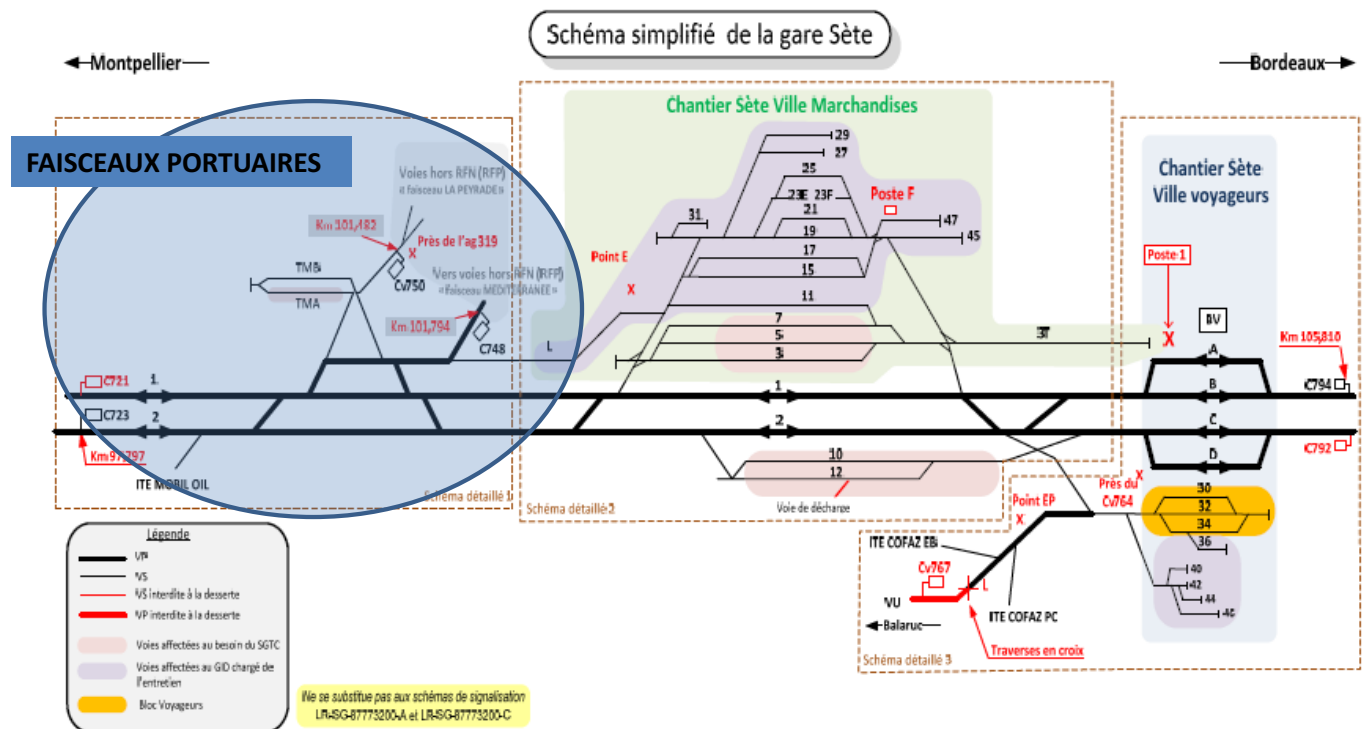 Schéma simplifié de la gare Sète
Montpellier
Bordeaux
FAISCEAUX PORTUAIRES
Voies hors RFN (RFP)
« faisceau LA PEYRADE »
Km 101,482
Près de l'ag 319
Cv750
Vers voies hors RFN (RFP)
« faisceau MEDITERRANEE »
Km 101,794
C748
TMB
TMA
C721
1
C723
2
Km 97,797
ITE MOBIL OIL
Schéma détaillé 1
Chantier Sète Ville Marchandises
29
27
25
23E 23F
21
19
17
15
11
31
Poste F
47
45
Point E
L
7
5
3
3T
1
2
10
12
Voie de décharge
Schéma détaillé 2
Chantier Sète
Ville voyageurs
Poste 1
BV
Km 105,810
A
B
C
D
C794
C792
Près du
Cv764
Point EP
30
32
34
36
40
42
44
46
ITE COFAZ EB
ITE COFAZ PC
Cv767
L
VU
Balaruc
Traverses en croix
Schéma détaillé 3
Légende
VP
VS
VS interdite à la desserte
VP interdite à la desserte
Voies affectées au besoin du SGTC
Voies affectées au GID chargé de
l'entretien
Bloc Voyageurs
Ne se substitue pas aux schémas de signalisation
LR-SG-87773200-A et LR-SG-87773200-C